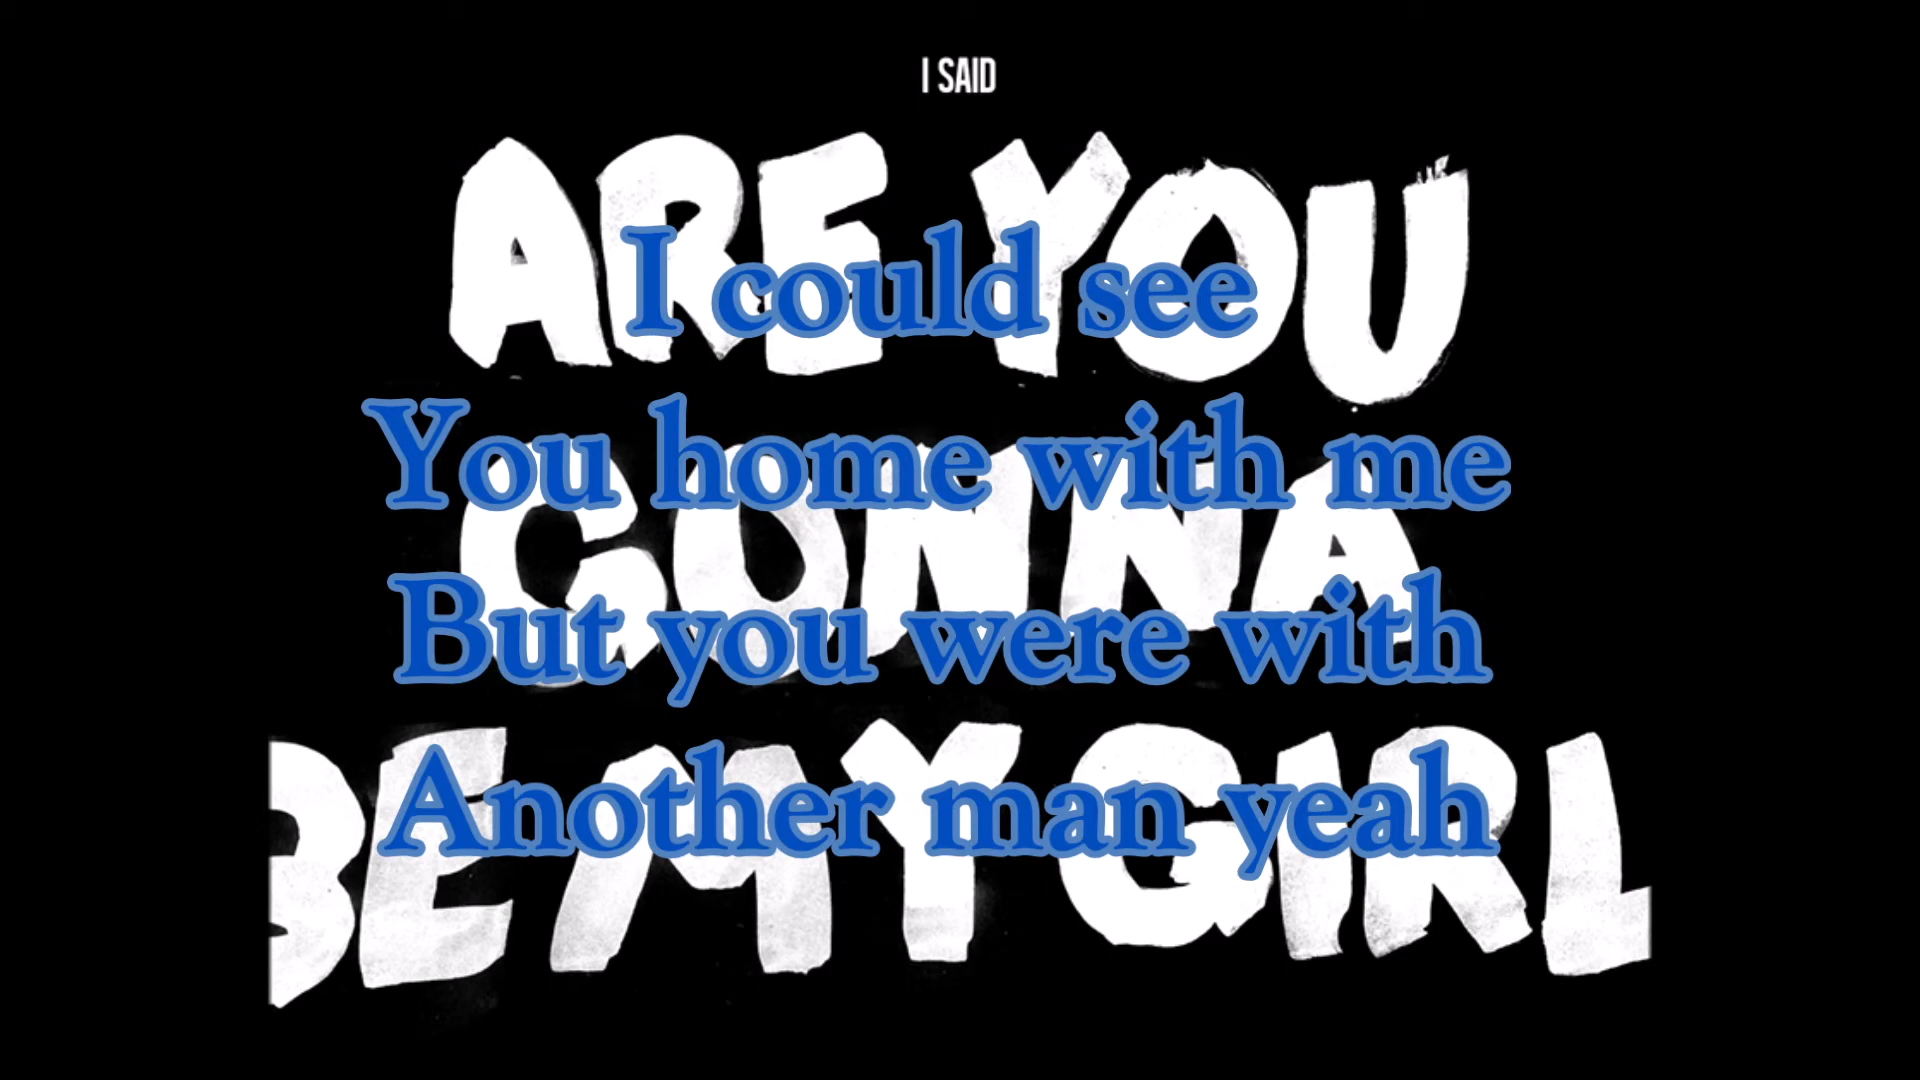 I SAID
ARE YOU
I could see
You home with me
GONNA
But you were with
BE MY GIRL
Another man yeah